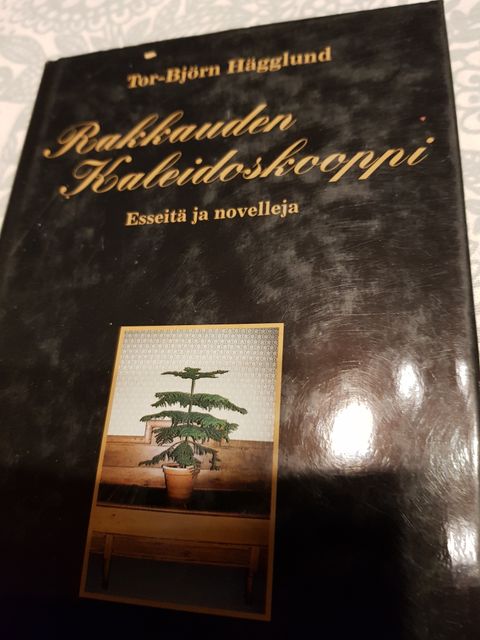 Tor-Björn Hägglund
Rakkauden
Kaleidoskooppi
Esseitä ja novelleja